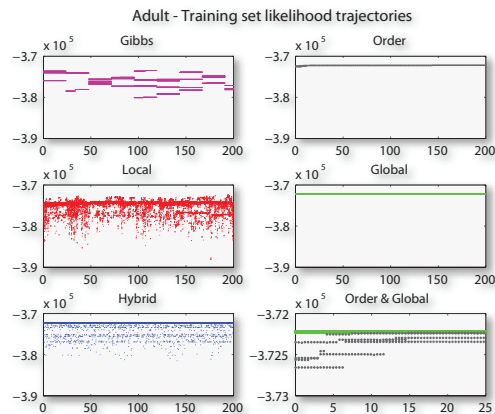 Adult - Training set likelihood trajectories
Gibbs
x 10^5
−3.7
−3.8
−3.9
0 50 100 150 200
Order
x 10^5
−3.7
−3.8
−3.9
0 50 100 150 200
Local
x 10^5
−3.7
−3.8
−3.9
0 50 100 150 200
Global
x 10^5
−3.7
−3.8
−3.9
0 50 100 150 200
Hybrid
x 10^5
−3.7
−3.8
−3.9
0 50 100 150 200
Order & Global
x 10^5
−3.72
−3.725
−3.73
0 5 10 15 20 25